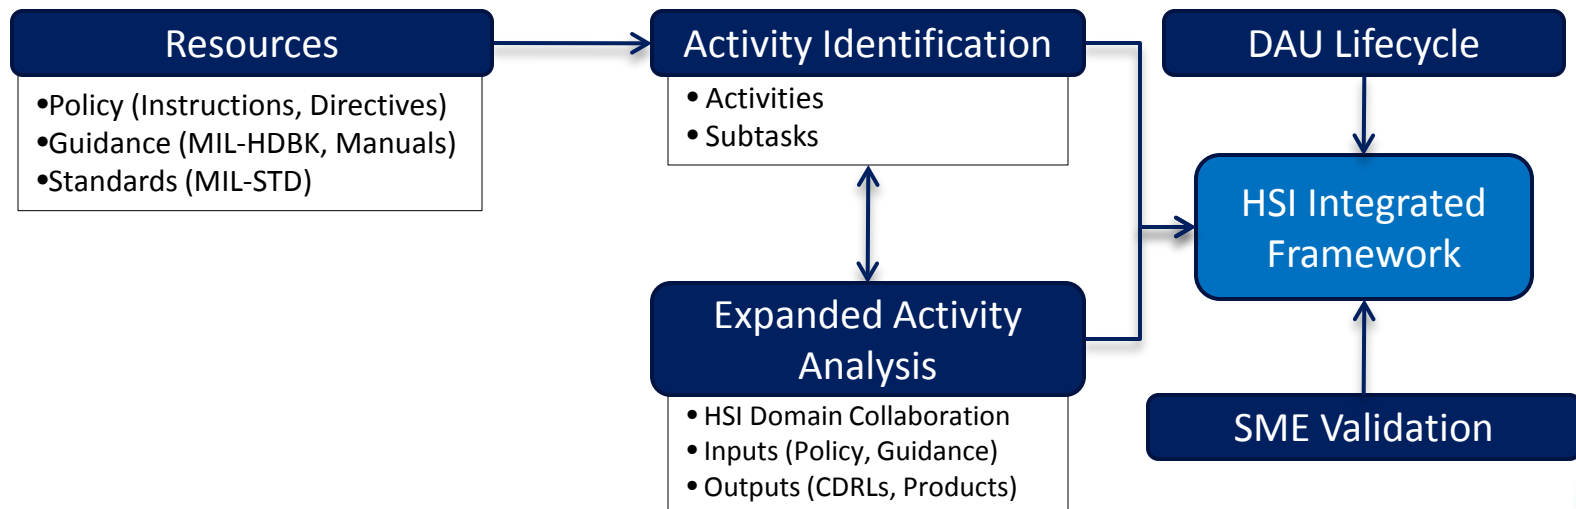 Resources
•Policy (Instructions, Directives)
•Guidance (MIL-HDBK, Manuals)
•Standards (MIL-STD)
Activity Identification
• Activities
• Subtasks
Expanded Activity
Analysis
• HSI Domain Collaboration
• Inputs (Policy, Guidance)
• Outputs (CDRLs, Products)
DAU Lifecycle
HSI Integrated
Framework
SME Validation